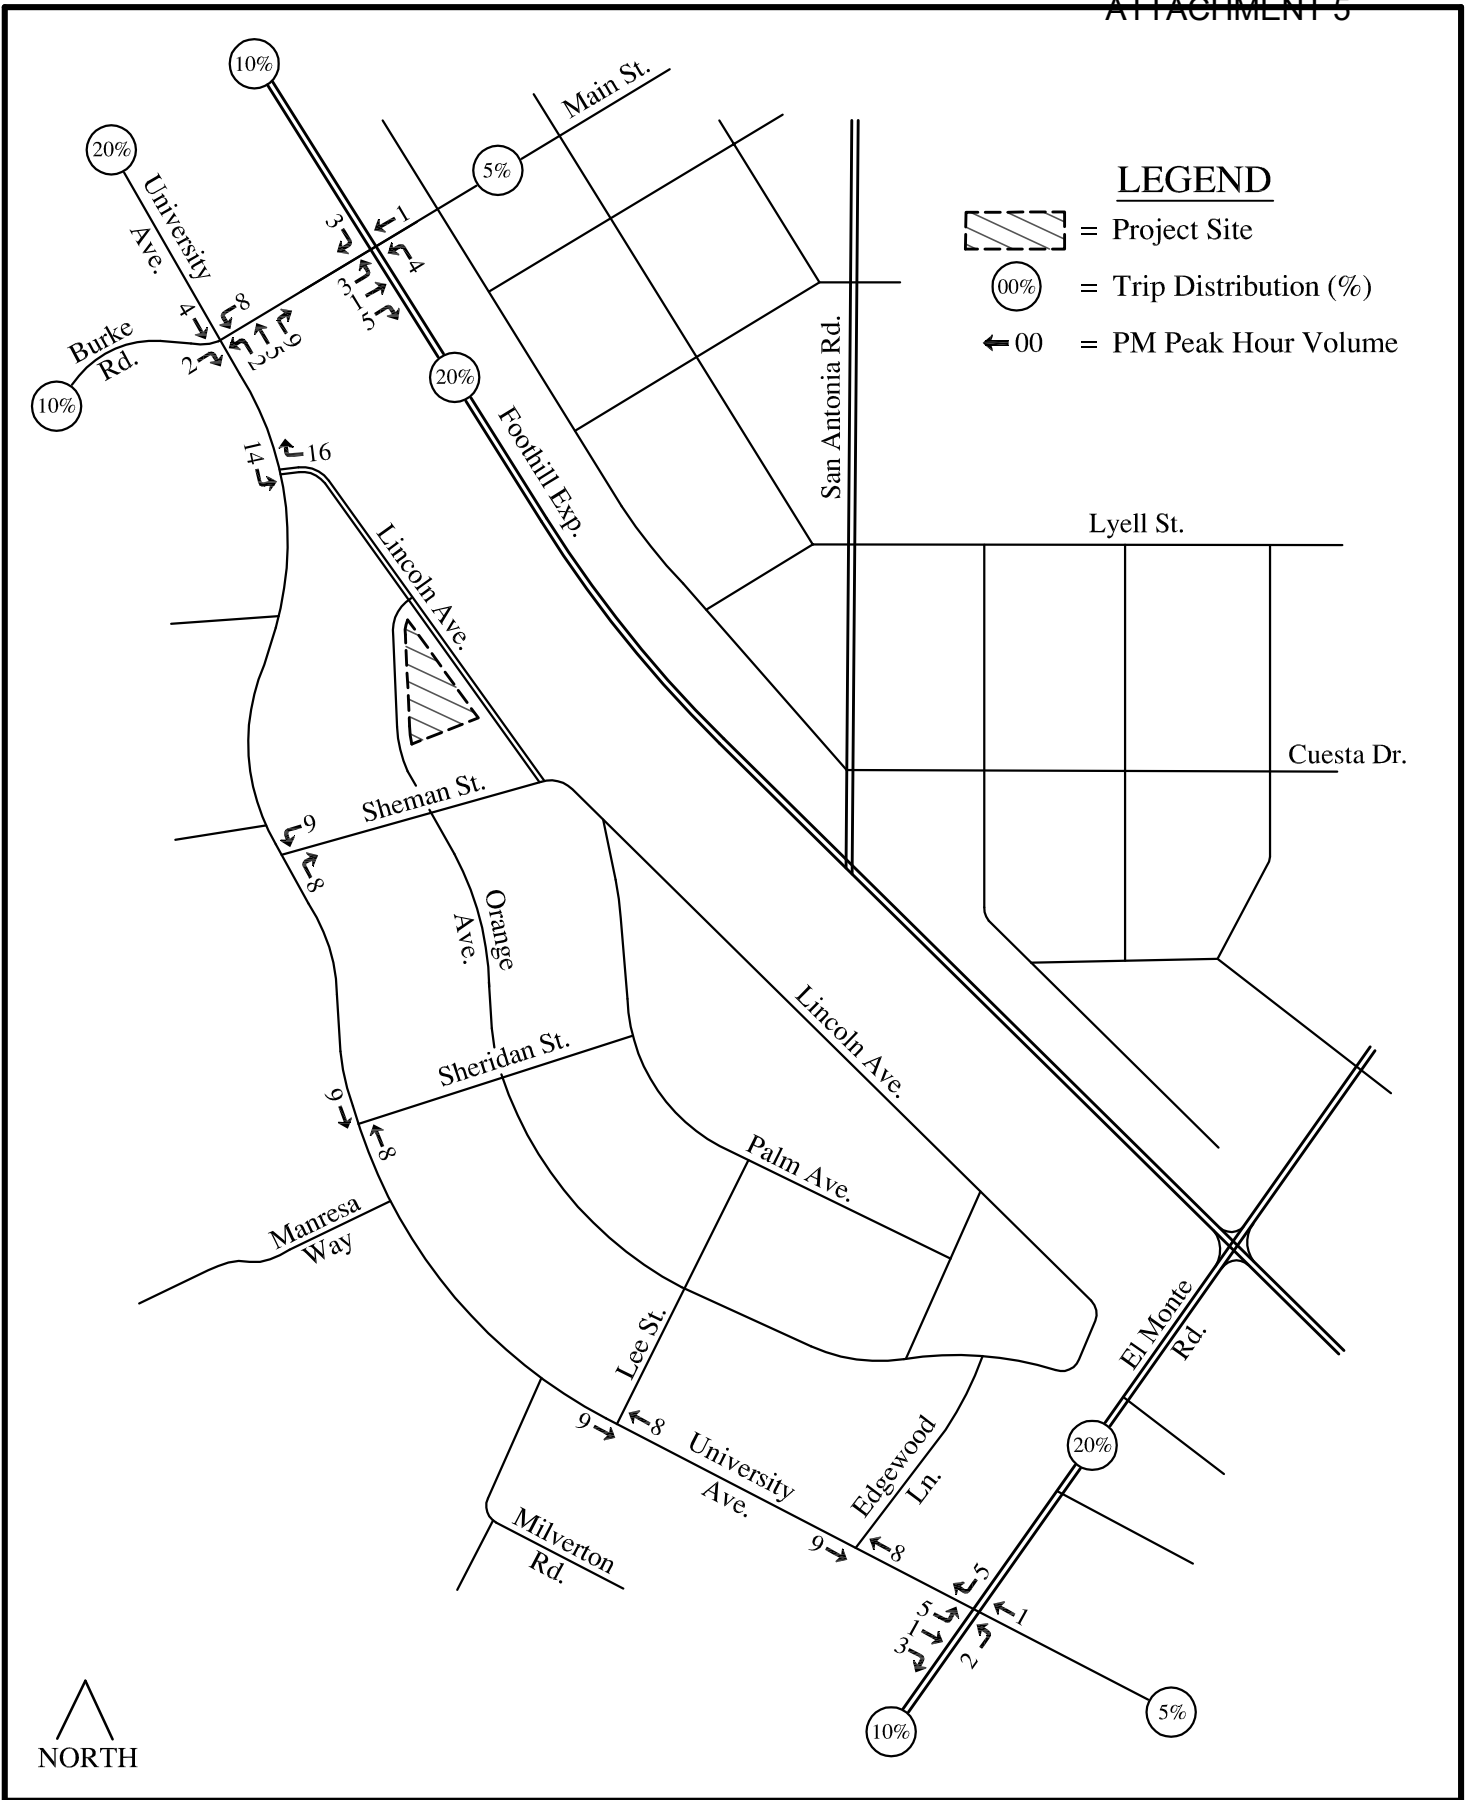 ATTACHMENT 5
10%
Main St.
20%
5%
University
Ave.
LEGEND
= Project Site
00% = Trip Distribution (%)
00 = PM Peak Hour Volume
3
1
4
3
1
5
8
4
2
2
5
9
Burke
Rd.
10%
20%
San Antonia Rd.
Foothill Exp.
14
16
Lincoln Ave.
Lyell St.
Cuesta Dr.
Sheman St.
9
8
Orange
Ave.
Lincoln Ave.
Sheridan St.
9
8
Palm Ave.
Manresa
Way
Lee St.
El Monte
Rd.
9
8
University
Ave.
20%
Edgewood
Ln.
Milverton
Rd.
9
8
5
5
1
3
1
2
5%
10%
NORTH